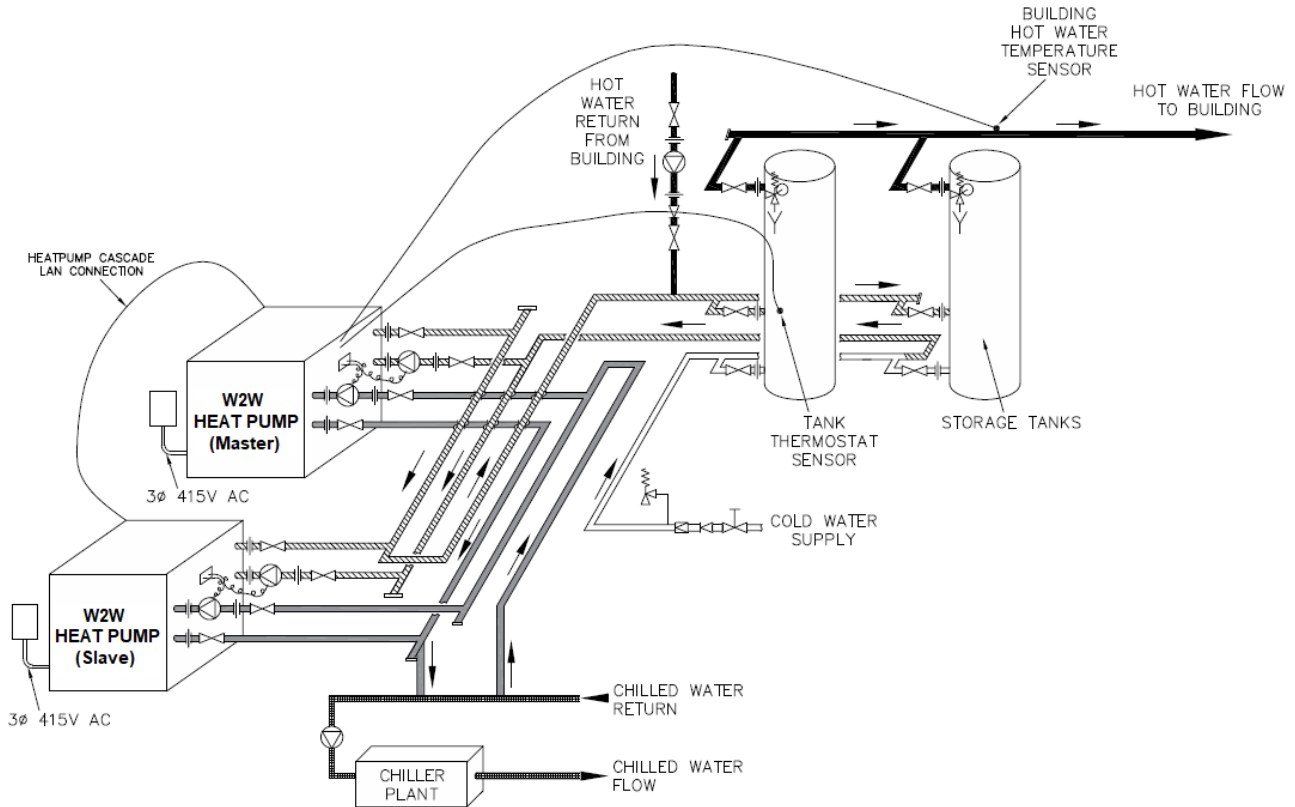 BUILDING
HOT WATER
TEMPERATURE
SENSOR
HOT
WATER
RETURN
FROM
BUILDING
HOT WATER FLOW
TO BUILDING
HEATPUMP CASCADE
LAN CONNECTION
W2W
HEAT PUMP
(Master)
3ø 415V AC
TANK
THERMOSTAT
SENSOR
STORAGE TANKS
COLD WATER
SUPPLY
W2W
HEAT PUMP
(Slave)
3ø 415V AC
CHILLED WATER
RETURN
CHILLER
PLANT
CHILLED WATER
FLOW